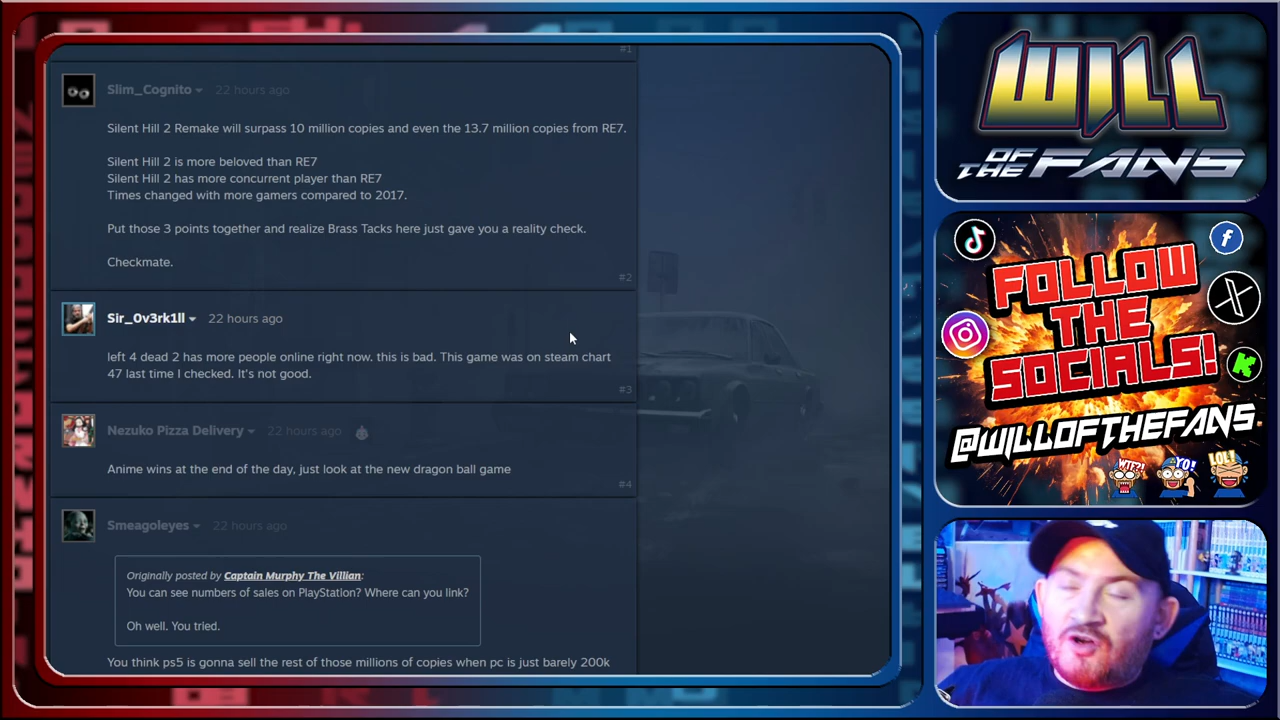 #1
Slim_Cognito 22 hours ago
Silent Hill 2 Remake will surpass 10 million copies and even the 13.7 million copies from RE7.
Silent Hill 2 is more beloved than RE7
Silent Hill 2 has more concurrent player than RE7
Times changed with more gamers compared to 2017.
Put those 3 points together and realize Brass Tacks here just gave you a reality check.
Checkmate.
#2
Sir_0v3rk1ll 22 hours ago
left 4 dead 2 has more people online right now. this is bad. This game was on steam chart
47 last time I checked. It's not good.
#3
Nezuko Pizza Delivery 22 hours ago
Anime wins at the end of the day, just look at the new dragon ball game
#4
Smeagoleyes 22 hours ago
Originally posted by Captain Murphy The Villian:
You can see numbers of sales on PlayStation? Where can you link?
Oh well. You tried.
You think ps5 is gonna sell the rest of those millions of copies when pc is just barely 200k
WILL
OF THE FANS
FOLLOW
THE
SOCIALS!
@WILLOFTHEFANS
WTF?!
YO!
LOL!